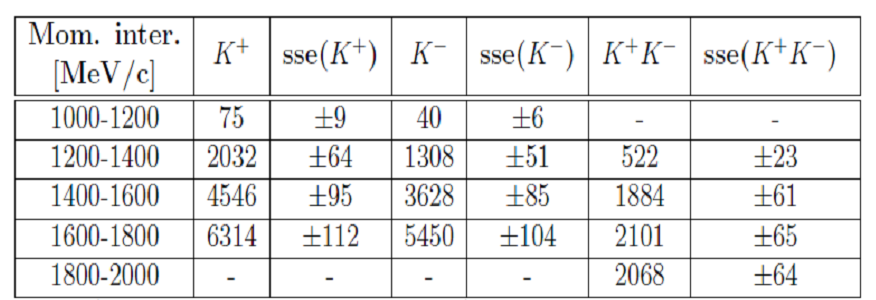 Mom. inter. [MeV/c] K⁺ sse(K⁺) K⁻ sse(K⁻) K⁺K⁻ sse(K⁺K⁻)
1000-1200 75 ±9 40 ±6 - -
1200-1400 2032 ±64 1308 ±51 522 ±23
1400-1600 4546 ±95 3628 ±85 1884 ±61
1600-1800 6314 ±112 5450 ±104 2101 ±65
1800-2000 - - - - 2068 ±64